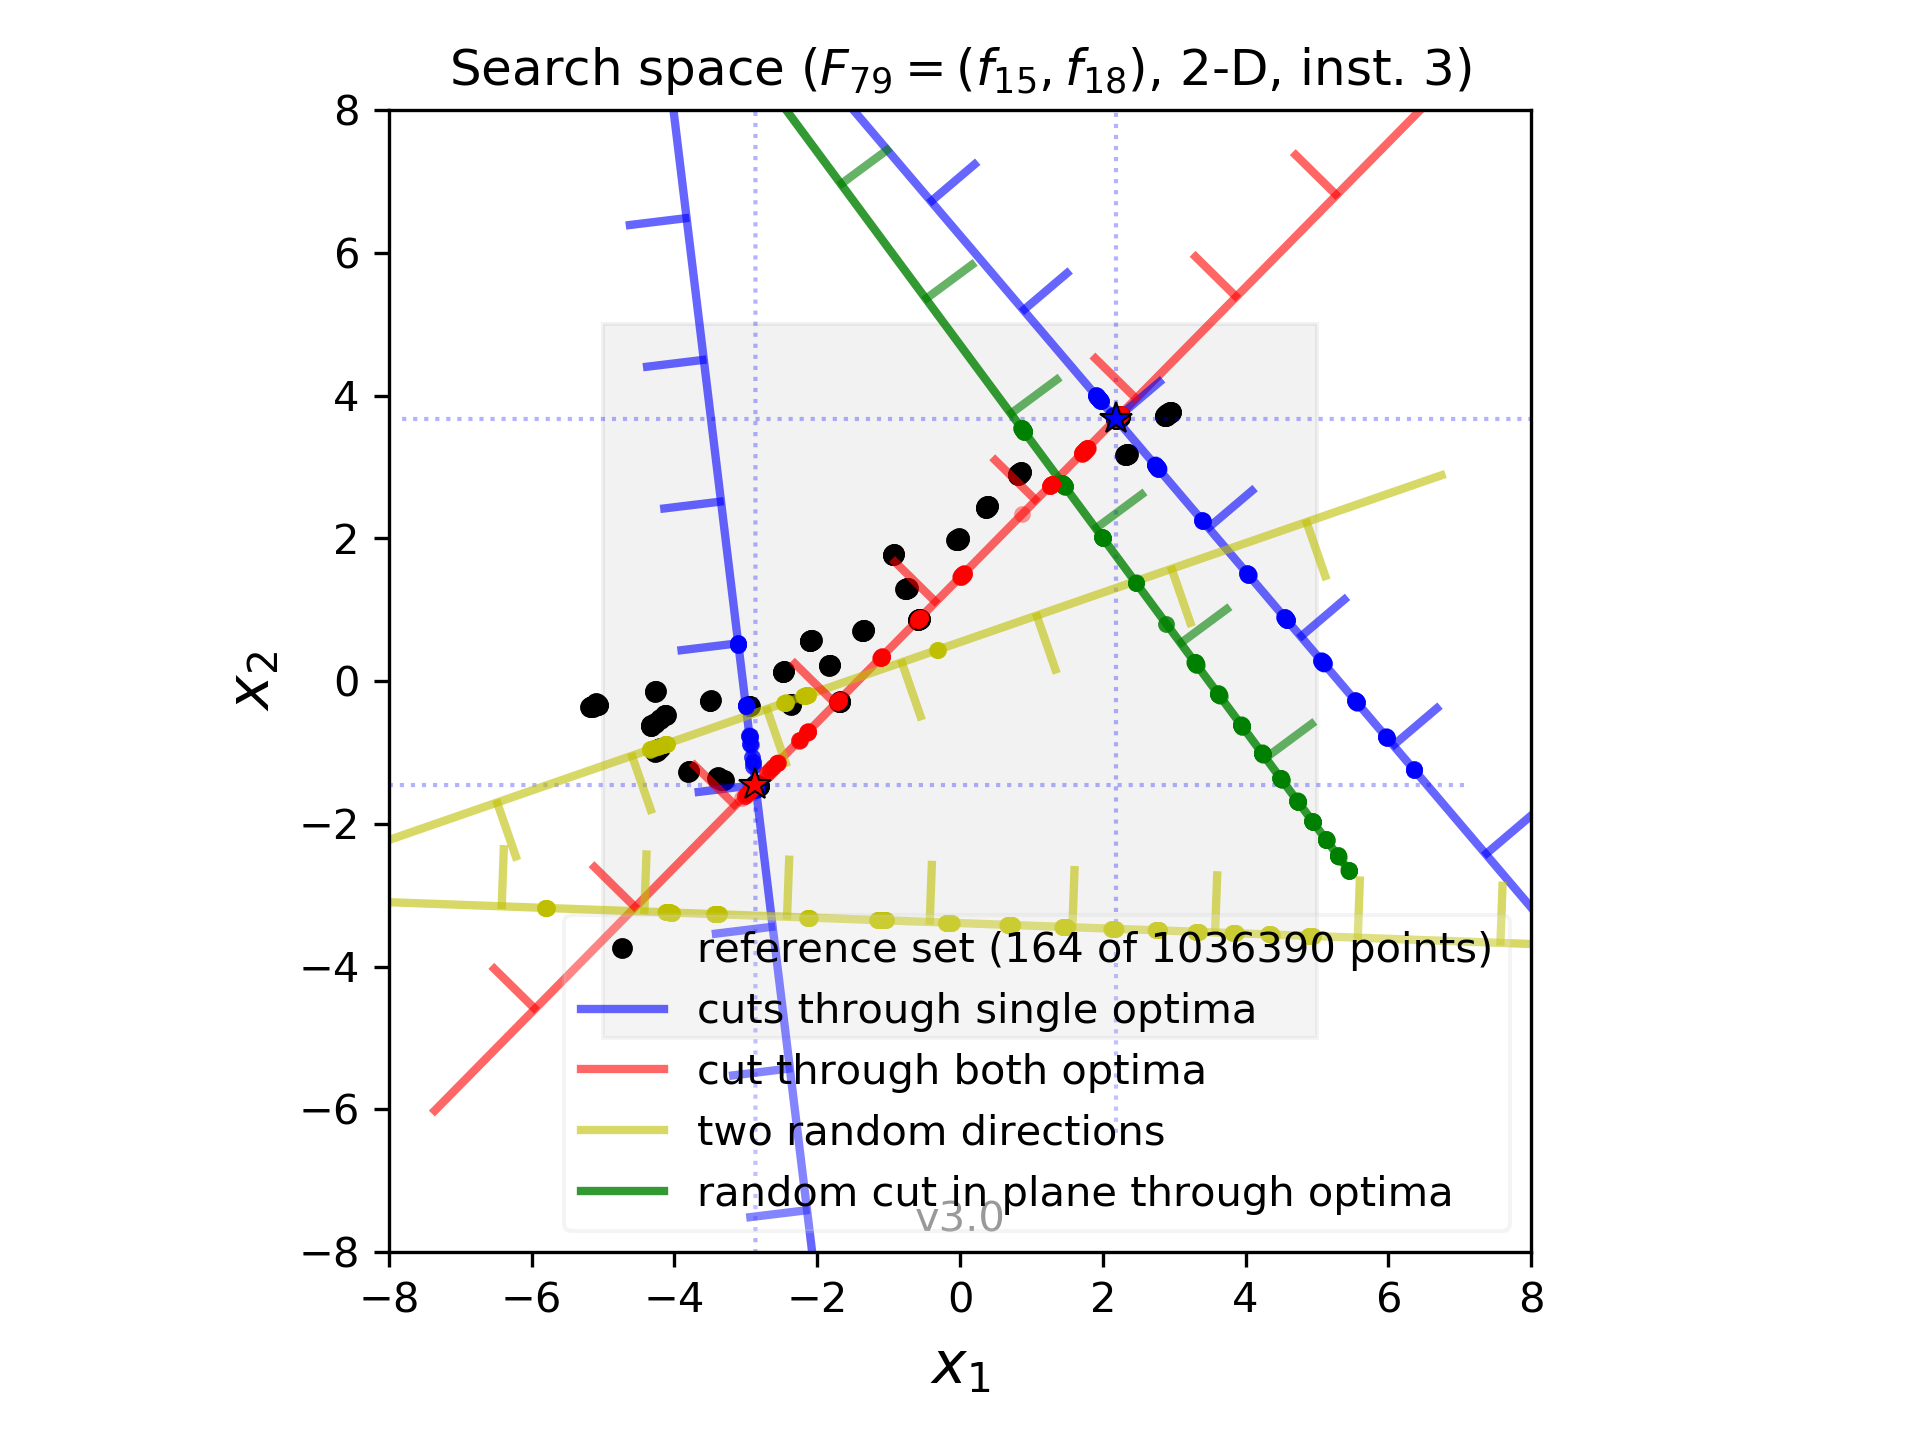 Search space (F₇₉ = (f₁₅, f₁₈), 2-D, inst. 3)
8
6
4
2
0
−2
−4
−6
−8
x₂
reference set (164 of 1036390 points)
cuts through single optima
cut through both optima
two random directions
random cut in plane through optima
v3.0
−8 −6 −4 −2 0 2 4 6 8
x₁